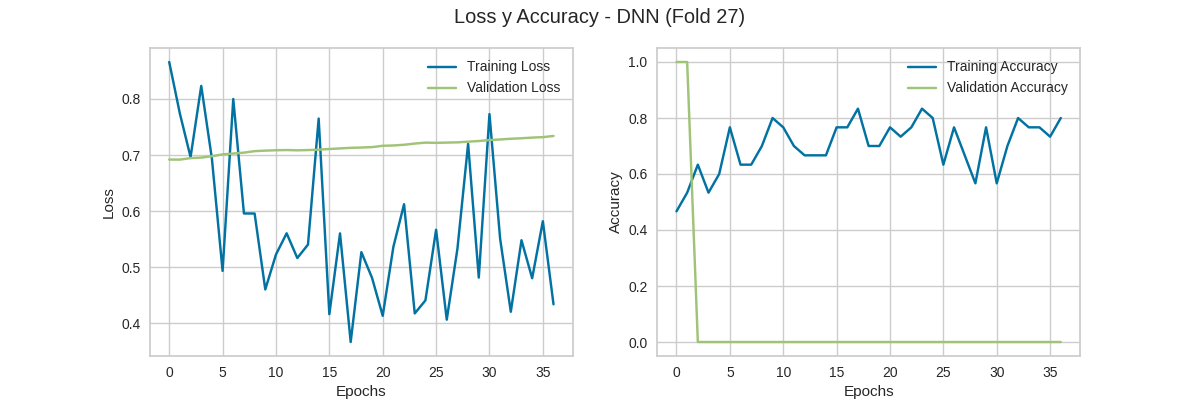 Loss y Accuracy - DNN (Fold 27)
Training Loss
Validation Loss
0.8
0.7
0.6
0.5
0.4
Loss
0 5 10 15 20 25 30 35
Epochs
Training Accuracy
Validation Accuracy
1.0
0.8
0.6
0.4
0.2
0.0
Accuracy
0 5 10 15 20 25 30 35
Epochs